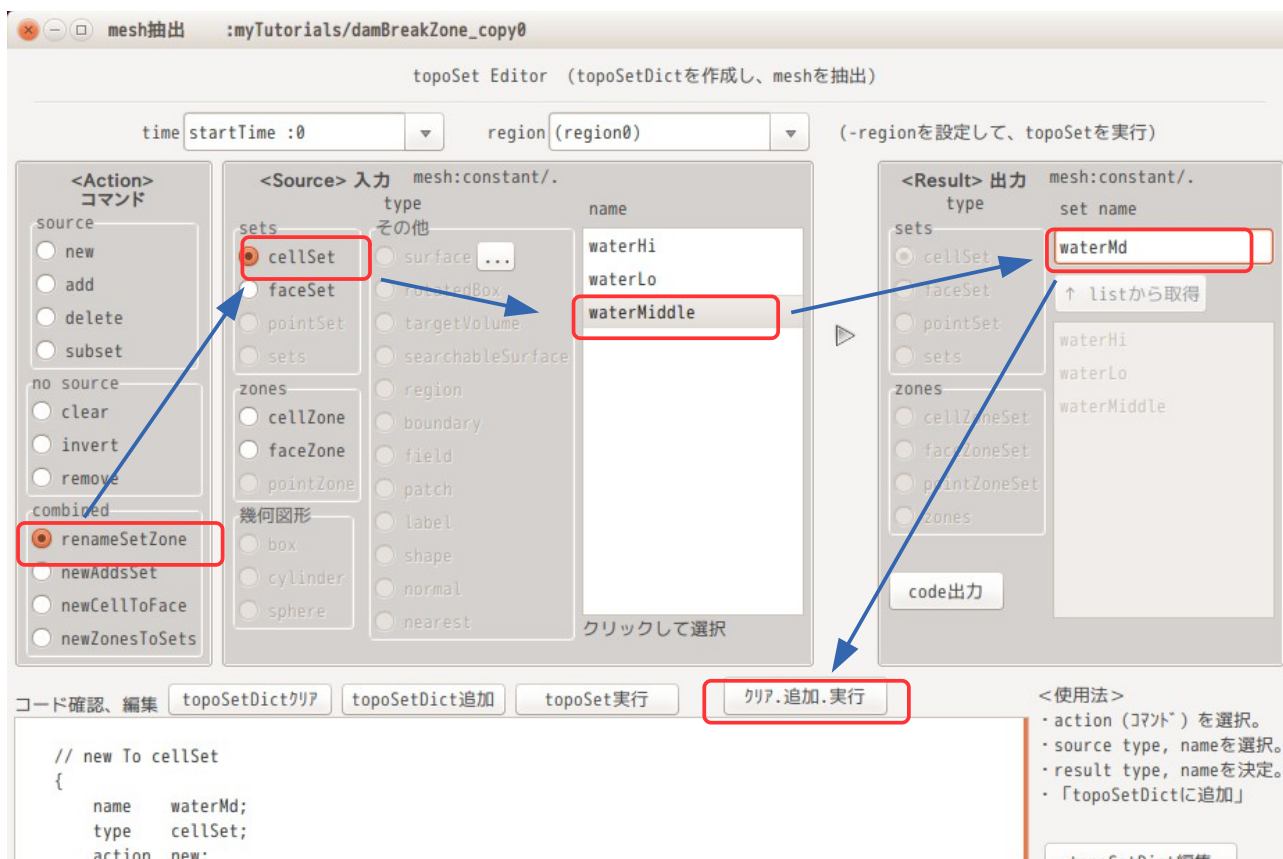 mesh抽出 :myTutorials/damBreakZone_copy0
topoSet Editor (topoSetDictを作成し、meshを抽出)
time startTime :0 region (region0) (-regionを設定して、topoSetを実行)
<Action>
コマンド
source
new
add
delete
subset
no source
clear
invert
remove
combined
renameSetZone
newAddsSet
newCellToFace
newZonesToSets
<Source> 入力 mesh:constant/.
type
name
sets
cellSet
faceSet
pointSet
sets
zones
cellZone
faceZone
pointZone
幾何図形
box
cylinder
sphere
その他
surface ...
rotatedBox
targetVolume
searchableSurface
region
boundary
field
patch
label
shape
normal
nearest
waterHi
waterLo
waterMiddle
クリックして選択
<Result> 出力 mesh:constant/.
type
set name
sets
cellSet
faceSet
pointSet
sets
zones
cellZoneSet
faceZoneSet
pointZoneSet
zones
code出力
waterMd
↑ listから取得
waterHi
waterLo
waterMiddle
コード確認、編集 topoSetDictクリア topoSetDict追加 topoSet実行 クリア.追加.実行
// new To cellSet
{
name waterMd;
type cellSet;
action new;
<使用法>
・action (コマンド) を選択。
・source type, nameを選択。
・result type, nameを決定。
・「topoSetDictに追加」
topoSetDict編集